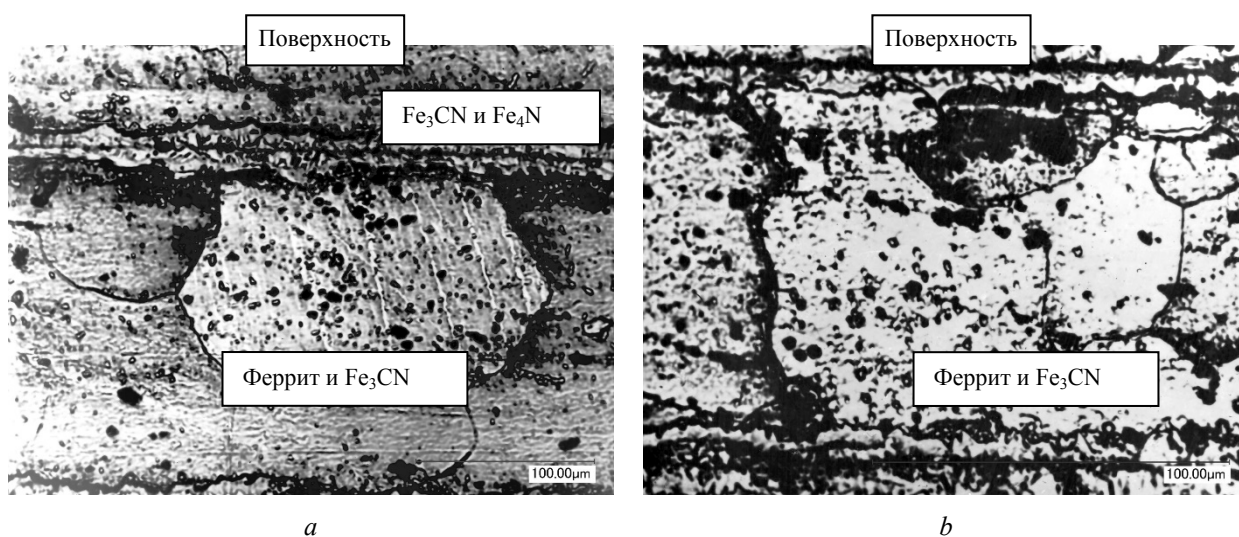 Поверхность
Поверхность
Fe₃CN и Fe₄N
Феррит и Fe₃CN
Феррит и Fe₃CN
100.00µm
100.00µm
a
b